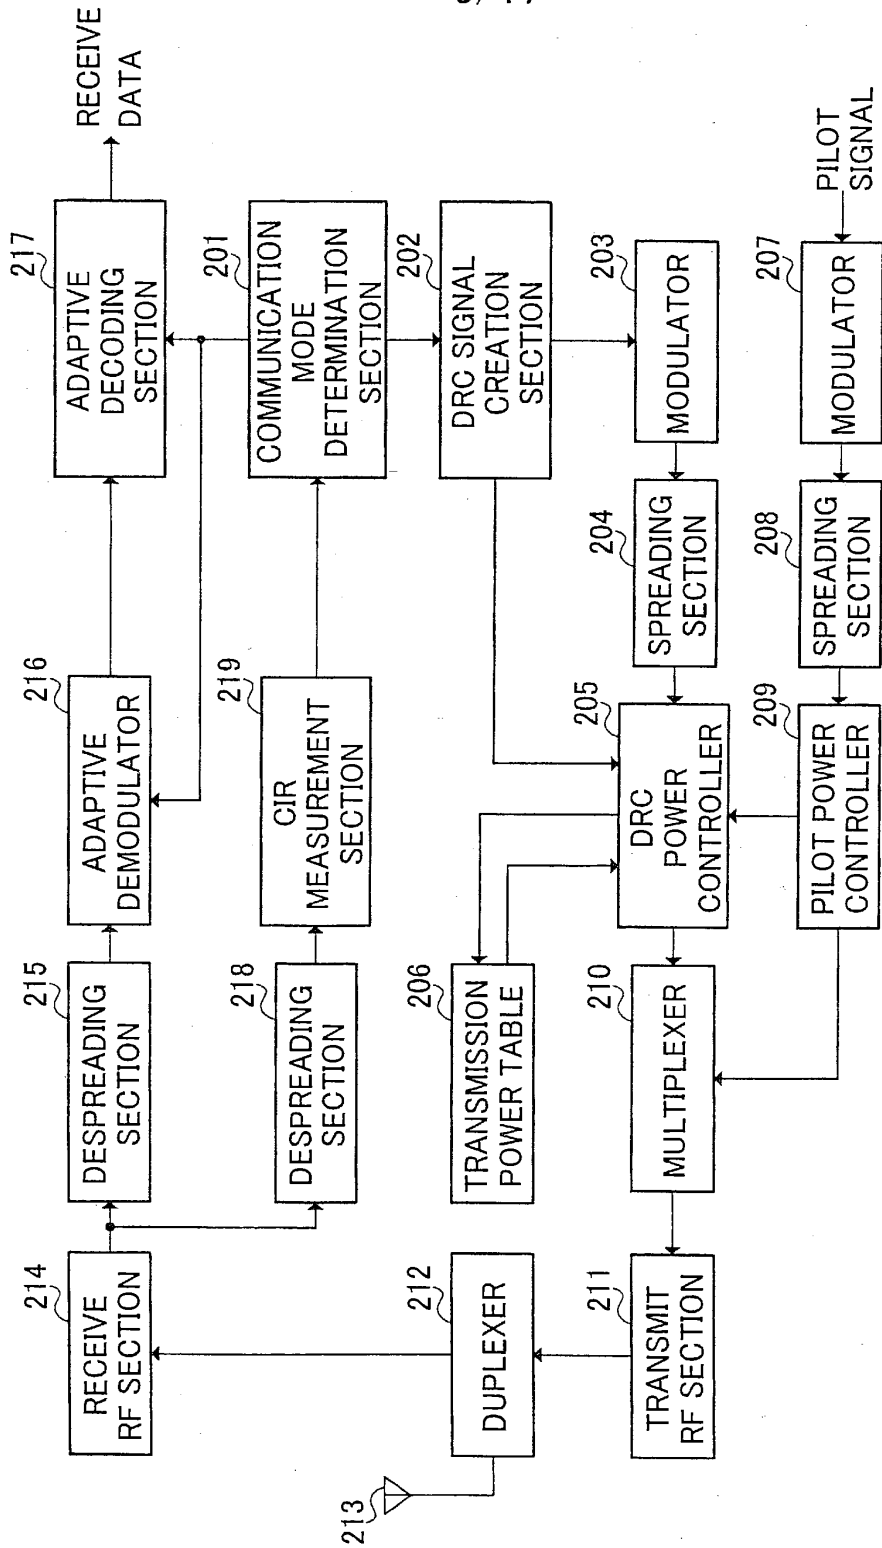 214
RECEIVE
RF SECTION
215
DESPREADING
SECTION
216
ADAPTIVE
DEMODULATOR
217
ADAPTIVE
DECODING
SECTION
RECEIVE
DATA
218
DESPREADING
SECTION
219
CIR
MEASUREMENT
SECTION
201
COMMUNICATION
MODE
DETERMINATION
SECTION
213
212
DUPLEXER
206
TRANSMISSION
POWER TABLE
202
DRC SIGNAL
CREATION
SECTION
211
TRANSMIT
RF SECTION
210
MULTIPLEXER
205
DRC
POWER
CONTROLLER
204
SPREADING
SECTION
203
MODULATOR
209
PILOT POWER
CONTROLLER
208
SPREADING
SECTION
207
MODULATOR
PILOT
SIGNAL